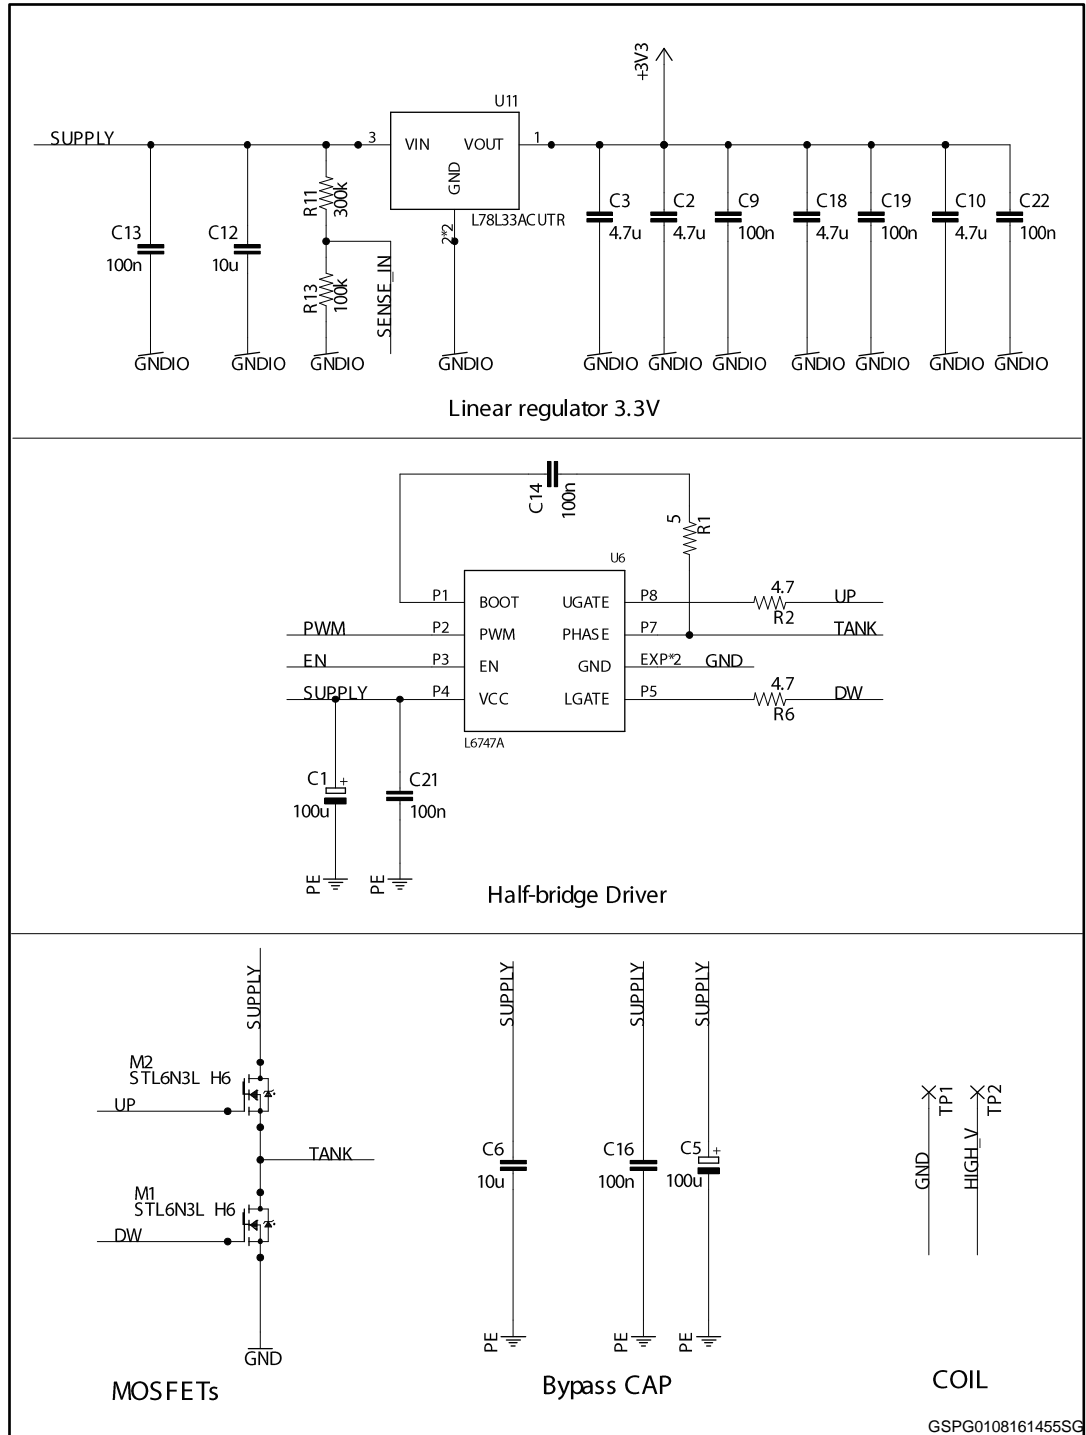 +3V3
U11
SUPPLY
3
VIN
VOUT
1
GND
L78L33ACUTR
2*2
R11
300k
C13
100n
C12
10u
R13
100k
SENSE_IN
C3
4.7u
C2
4.7u
C9
100n
C18
4.7u
C19
100n
C10
4.7u
C22
100n
GNDIO
GNDIO
GNDIO
GNDIO
GNDIO
GNDIO
GNDIO
GNDIO
GNDIO
GNDIO
GNDIO
Linear regulator 3.3V
C14
100n
5
R1
U6
P1
BOOT
UGATE
P8
4.7
R2
UP
PWM
P2
PWM
PHASE
P7
TANK
EN
P3
EN
GND
EXP*2
GND
SUPPLY
P4
VCC
LGATE
P5
4.7
R6
DW
L6747A
C1
+
100u
C21
100n
PE
PE
Half-bridge Driver
SUPPLY
M2
STL6N3L H6
UP
TANK
M1
STL6N3L H6
DW
GND
MOSFETs
SUPPLY
SUPPLY
SUPPLY
C6
10u
C16
100n
C5
+
100u
PE
PE
PE
Bypass CAP
TP1
TP2
GND
HIGH_V
COIL
GSPG0108161455SG